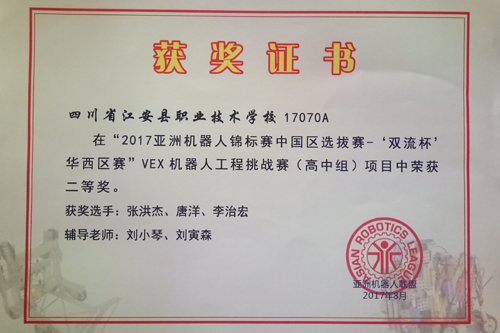 获奖证书
四川省江安县职业技术学校 17070A
在“2017亚洲机器人锦标赛中国区选拔赛-‘双流杯’
华西区赛”VEX机器人工程挑战赛（高中组）项目中荣获
二等奖。
获奖选手：张洪杰、唐洋、李治宏
辅导老师：刘小琴、刘寅森
ASIAN ROBOTICS LEAGUE
亚洲机器人联盟
2017年8月